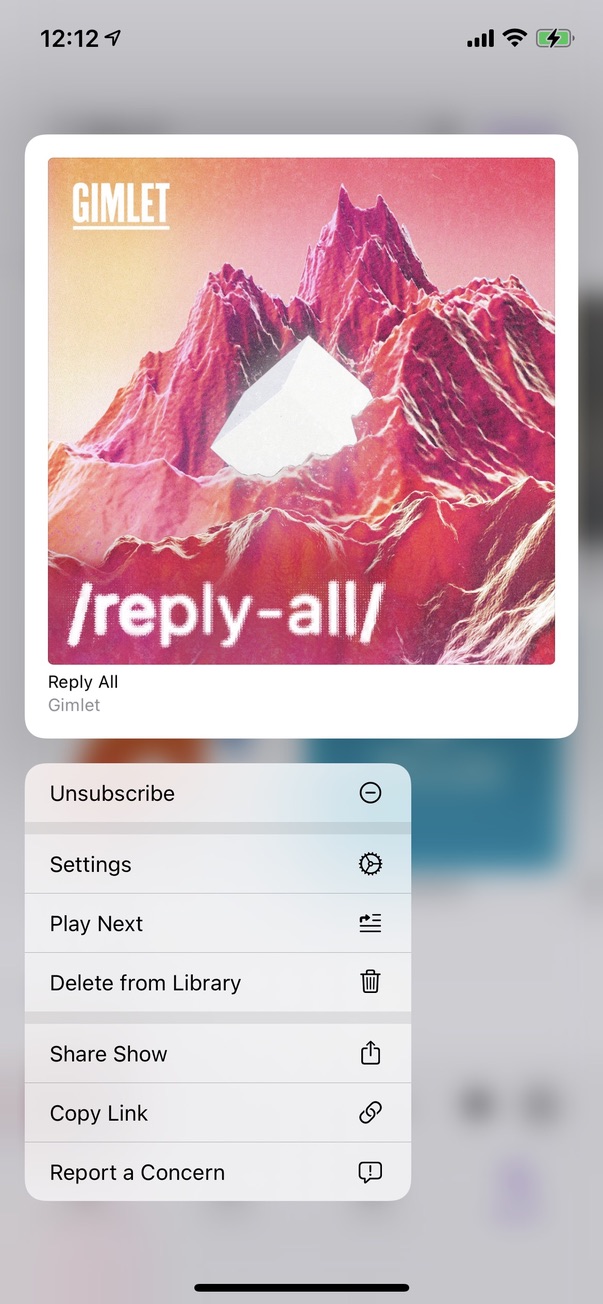 12:12
GIMLET
/reply-all/
Reply All
Gimlet
Unsubscribe
Settings
Play Next
Delete from Library
Share Show
Copy Link
Report a Concern